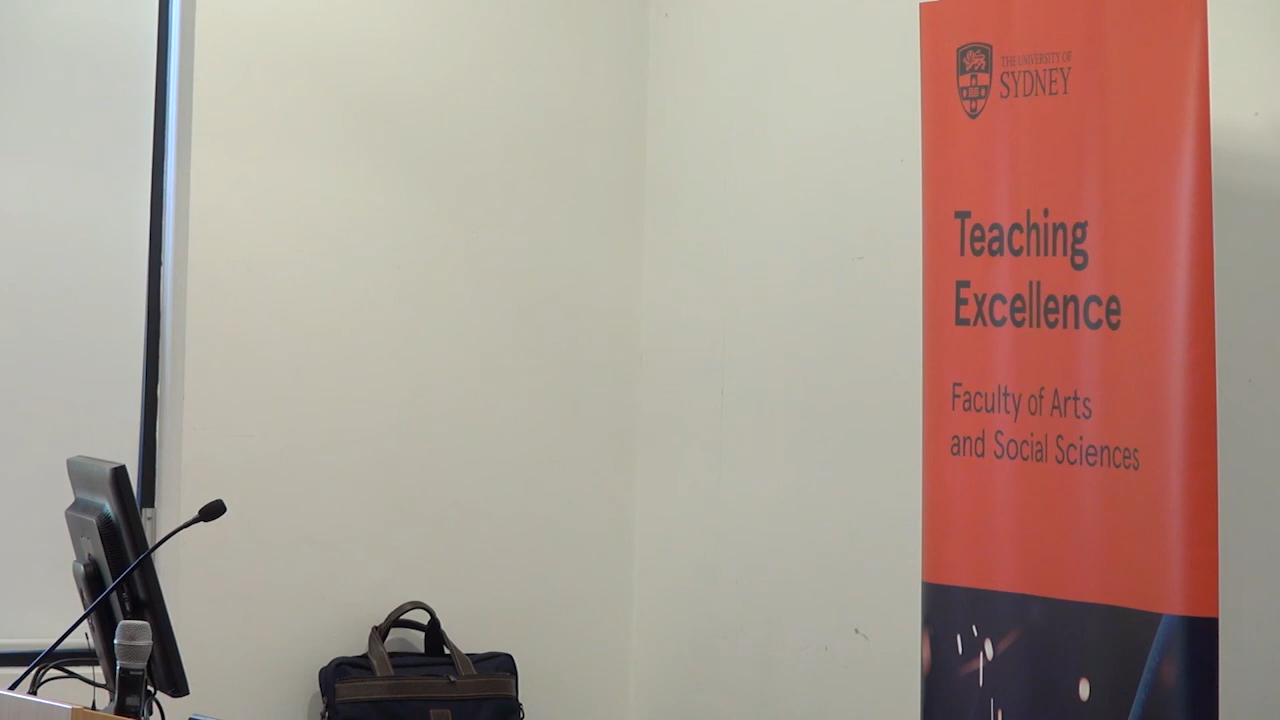 THE UNIVERSITY OF
SYDNEY
Teaching
Excellence
Faculty of Arts
and Social Sciences